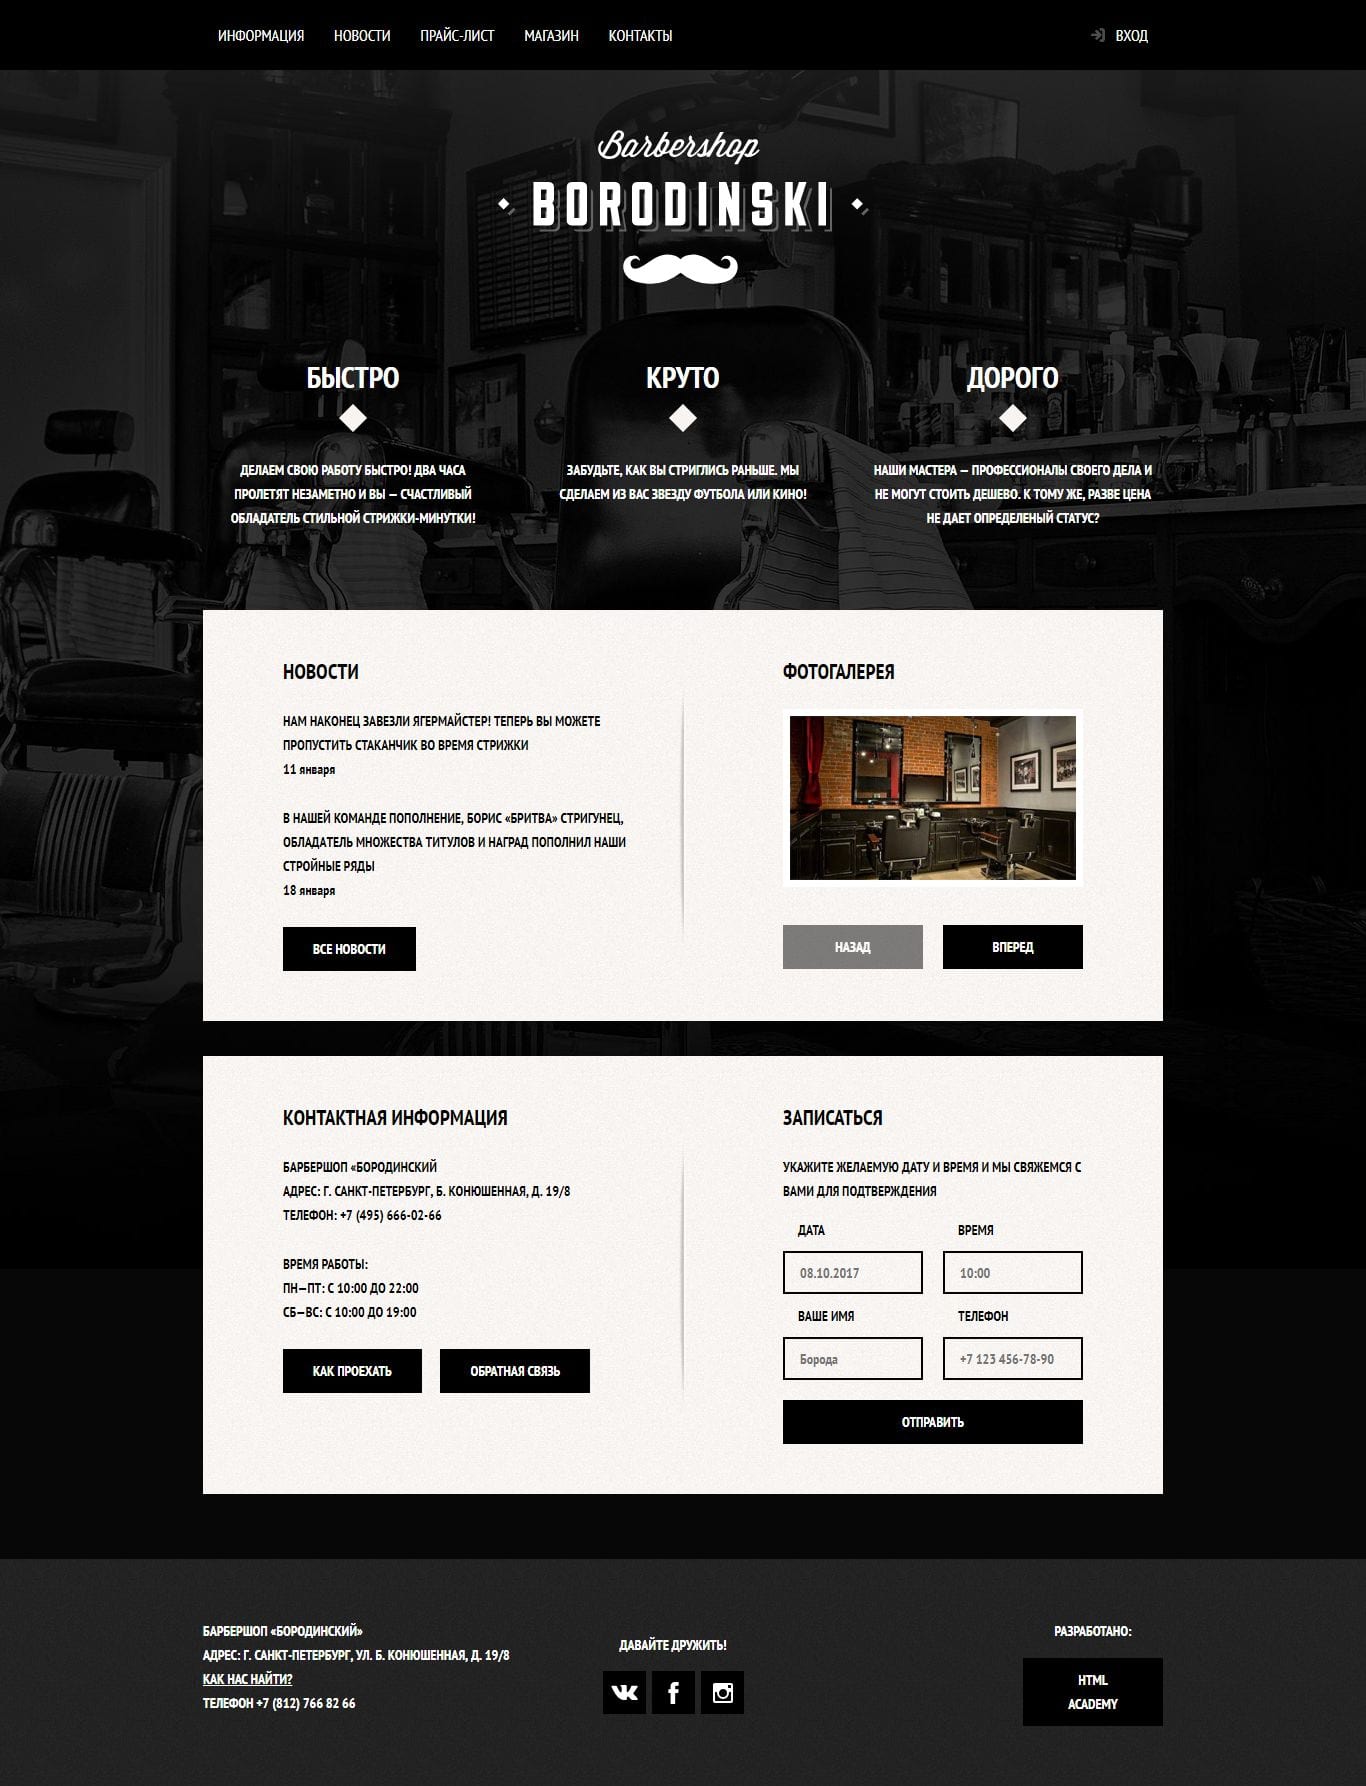 ИНФОРМАЦИЯ НОВОСТИ ПРАЙС-ЛИСТ МАГАЗИН КОНТАКТЫ ВХОД
Barbershop
BORODINSKI
БЫСТРО
ДЕЛАЕМ СВОЮ РАБОТУ БЫСТРО! ДВА ЧАСА
ПРОЛЕТЯТ НЕЗАМЕТНО И ВЫ — СЧАСТЛИВЫЙ
ОБЛАДАТЕЛЬ СТИЛЬНОЙ СТРИЖКИ-МИНУТКИ!
КРУТО
ЗАБУДЬТЕ, КАК ВЫ СТРИГЛИСЬ РАНЬШЕ. МЫ
СДЕЛАЕМ ИЗ ВАС ЗВЕЗДУ ФУТБОЛА ИЛИ КИНО!
ДОРОГО
НАШИ МАСТЕРА — ПРОФЕССИОНАЛЫ СВОЕГО ДЕЛА И
НЕ МОГУТ СТОИТЬ ДЕШЕВО. К ТОМУ ЖЕ, РАЗВЕ ЦЕНА
НЕ ДАЕТ ОПРЕДЕЛЕНЫЙ СТАТУС?
НОВОСТИ
НАМ НАКОНЕЦ ЗАВЕЗЛИ ЯГЕРМАЙСТЕР! ТЕПЕРЬ ВЫ МОЖЕТЕ
ПРОПУСТИТЬ СТАКАНЧИК ВО ВРЕМЯ СТРИЖКИ
11 января
В НАШЕЙ КОМАНДЕ ПОПОЛНЕНИЕ, БОРИС «БРИТВА» СТРИГУНЕЦ,
ОБЛАДАТЕЛЬ МНОЖЕСТВА ТИТУЛОВ И НАГРАД ПОПОЛНИЛ НАШИ
СТРОЙНЫЕ РЯДЫ
18 января
ВСЕ НОВОСТИ
ФОТОГАЛЕРЕЯ
НАЗАД ВПЕРЕД
КОНТАКТНАЯ ИНФОРМАЦИЯ
БАРБЕРШОП «БОРОДИНСКИЙ
АДРЕС: Г. САНКТ-ПЕТЕРБУРГ, Б. КОНЮШЕННАЯ, Д. 19/8
ТЕЛЕФОН: +7 (495) 666-02-66
ВРЕМЯ РАБОТЫ:
ПН—ПТ: С 10:00 ДО 22:00
СБ—ВС: С 10:00 ДО 19:00
КАК ПРОЕХАТЬ ОБРАТНАЯ СВЯЗЬ
ЗАПИСАТЬСЯ
УКАЖИТЕ ЖЕЛАЕМУЮ ДАТУ И ВРЕМЯ И МЫ СВЯЖЕМСЯ С
ВАМИ ДЛЯ ПОДТВЕРЖДЕНИЯ
ДАТА ВРЕМЯ
08.10.2017 10:00
ВАШЕ ИМЯ ТЕЛЕФОН
Борода +7 123 456-78-90
ОТПРАВИТЬ
БАРБЕРШОП «БОРОДИНСКИЙ»
АДРЕС: Г. САНКТ-ПЕТЕРБУРГ, УЛ. Б. КОНЮШЕННАЯ, Д. 19/8
КАК НАС НАЙТИ?
ТЕЛЕФОН +7 (812) 766 82 66
ДАВАЙТЕ ДРУЖИТЬ!
РАЗРАБОТАНО:
HTML
ACADEMY